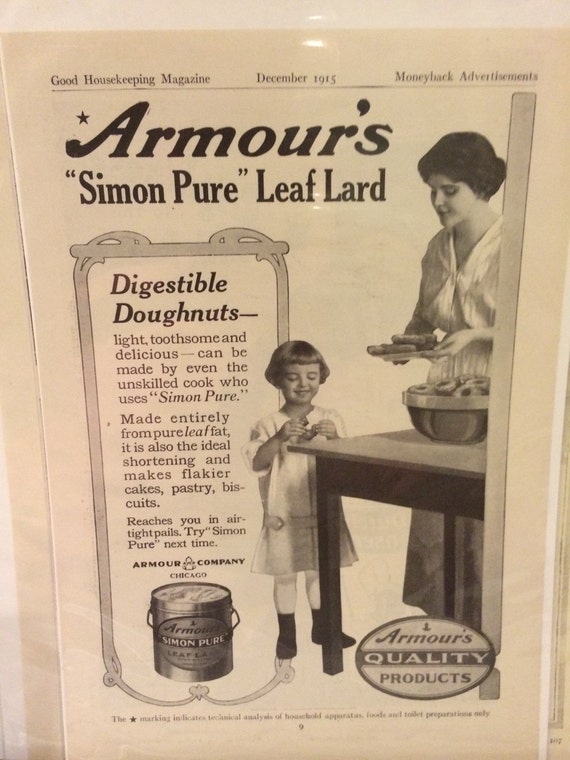 Good Housekeeping Magazine December 1915 Moneyback Advertisements
★Armour's
"Simon Pure" Leaf Lard
Digestible
Doughnuts—
light, toothsome and
delicious—can be
made by even the
unskilled cook who
uses "Simon Pure."
Made entirely
from pure leaf fat,
it is also the ideal
shortening and
makes flakier
cakes, pastry, bis-
cuits.
Reaches you in air-
tight pails. Try "Simon
Pure" next time.
ARMOUR COMPANY
CHICAGO
Armour's
SIMON PURE
LEAF LARD
Armour's
QUALITY
PRODUCTS
The ★ marking indicates technical analysis of household apparatus, foods and toilet preparations only
9